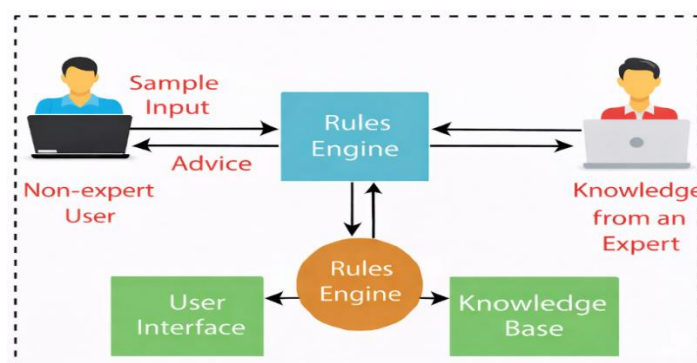 Sample
Input
Rules
Engine
Advice
Non-expert
User
Knowledge
from an
Expert
Rules
Engine
User
Interface
Knowledge
Base